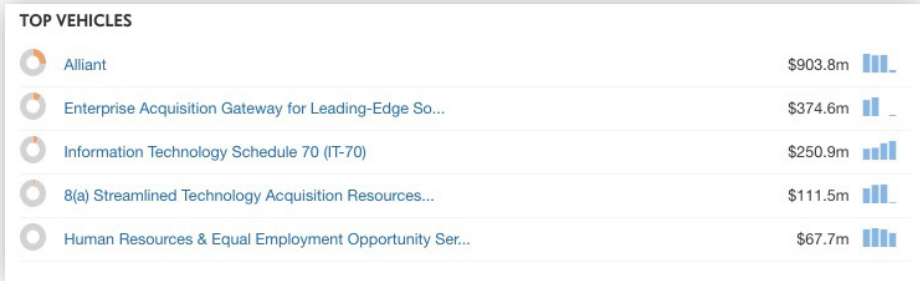 TOP VEHICLES
Alliant $903.8m
Enterprise Acquisition Gateway for Leading-Edge So... $374.6m
Information Technology Schedule 70 (IT-70) $250.9m
8(a) Streamlined Technology Acquisition Resources... $111.5m
Human Resources & Equal Employment Opportunity Ser... $67.7m